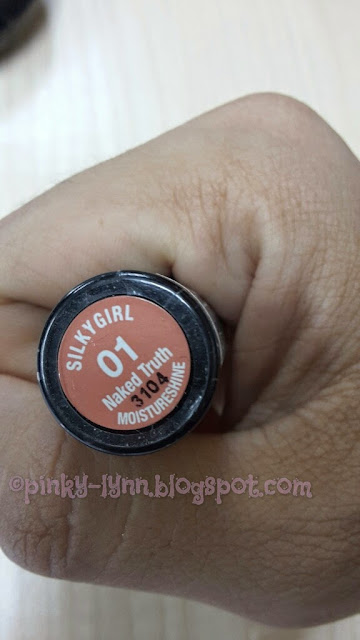 SILKYGIRL
01
Naked Truth
3104
MOISTURESHINE
©pinky-lynn.blogspot.com